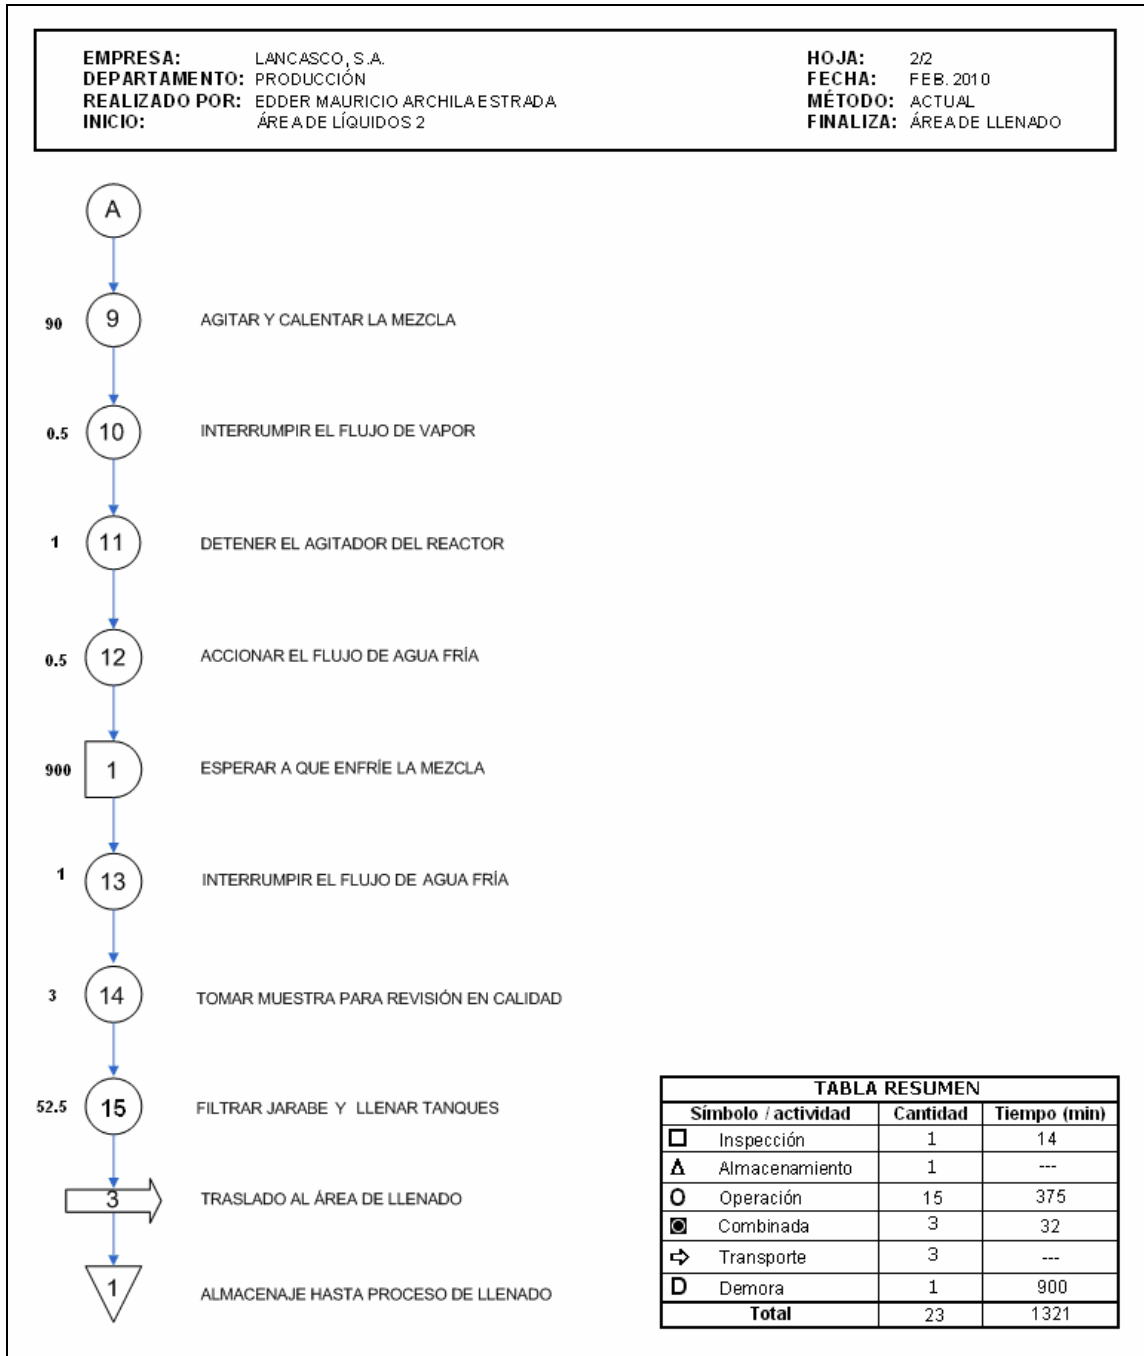 EMPRESA: LANCASCO, S.A. HOJA: 2/2
DEPARTAMENTO: PRODUCCIÓN FECHA: FEB. 2010
REALIZADO POR: EDDER MAURICIO ARCHILA ESTRADA MÉTODO: ACTUAL
INICIO: ÁREA DE LÍQUIDOS 2 FINALIZA: ÁREA DE LLENADO
A
90 9 AGITAR Y CALENTAR LA MEZCLA
0.5 10 INTERRUMPIR EL FLUJO DE VAPOR
1 11 DETENER EL AGITADOR DEL REACTOR
0.5 12 ACCIONAR EL FLUJO DE AGUA FRÍA
900 1 ESPERAR A QUE ENFRÍE LA MEZCLA
1 13 INTERRUMPIR EL FLUJO DE AGUA FRÍA
3 14 TOMAR MUESTRA PARA REVISIÓN EN CALIDAD
52.5 15 FILTRAR JARABE Y LLENAR TANQUES
3 TRASLADO AL ÁREA DE LLENADO
1 ALMACENAJE HASTA PROCESO DE LLENADO
TABLA RESUMEN
Símbolo / actividad Cantidad Tiempo (min)
Inspección 1 14
Almacenamiento 1 ---
Operación 15 375
Combinada 3 32
Transporte 3 ---
D Demora 1 900
Total 23 1321